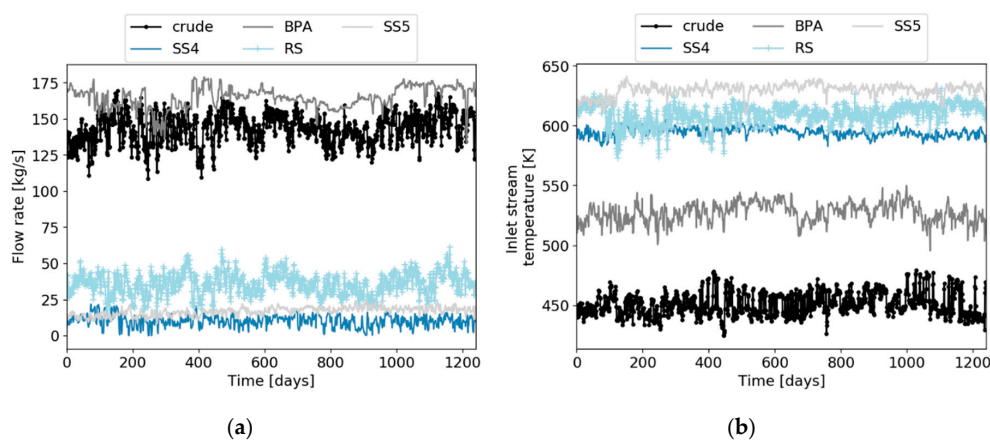 crude BPA SS5
SS4 RS
175
150
125
100
75
50
25
0
Flow rate [kg/s]
0 200 400 600 800 1000 1200
Time [days]
(a)
crude BPA SS5
SS4 RS
650
600
550
500
450
Inlet stream
temperature [K]
0 200 400 600 800 1000 1200
Time [days]
(b)